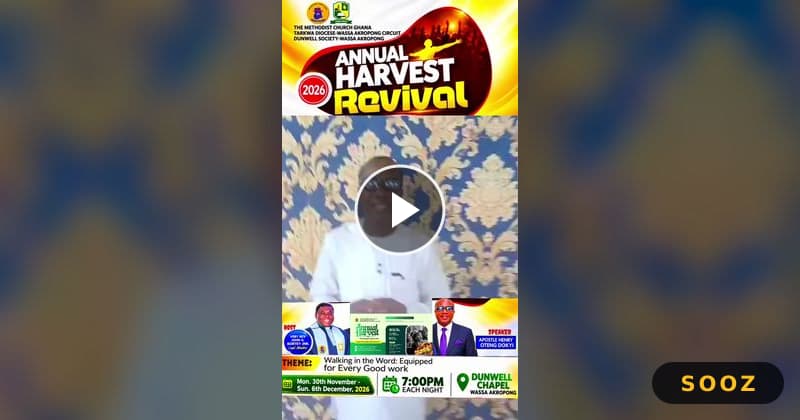 THE METHODIST CHURCH GHANA
TARKWA DIOCESE-WASSA AKROPONG CIRCUIT
DUNWELL SOCIETY-WASSA AKROPONG
ANNUAL
HARVEST
2026
Revival
HOST
SPEAKER
APOSTLE HENRY
OTENG DOKYI
THEME:
Walking in the Word: Equipped
for Every Good work
Mon. 30th November -
Sun. 6th December, 2026
7:00PM
EACH NIGHT
DUNWELL
CHAPEL
WASSA AKROPONG
SOOZ